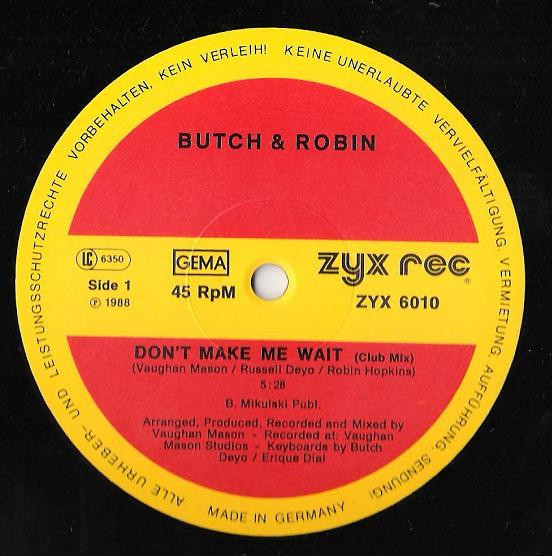 ALLE URHEBER- UND LEISTUNGSSCHUTZRECHTE VORBEHALTEN, KEIN VERLEIH! KEINE UNERLAUBTE VERVIELFÄLTIGUNG, VERMIETUNG, AUFFÜHRUNG, SENDUNG!
BUTCH & ROBIN
LC 6350
GEMA
zyx rec®
Side 1
45 RpM
ZYX 6010
℗ 1988
DON'T MAKE ME WAIT (Club Mix)
(Vaughan Mason / Russell Deyo / Robin Hopkins)
5:28
B. Mikulski Publ.
Arranged, Produced, Recorded and Mixed by
Vaughan Mason - Recorded at: Vaughan
Mason Studios - Keyboards by Butch
Deyo / Erique Dial
MADE IN GERMANY